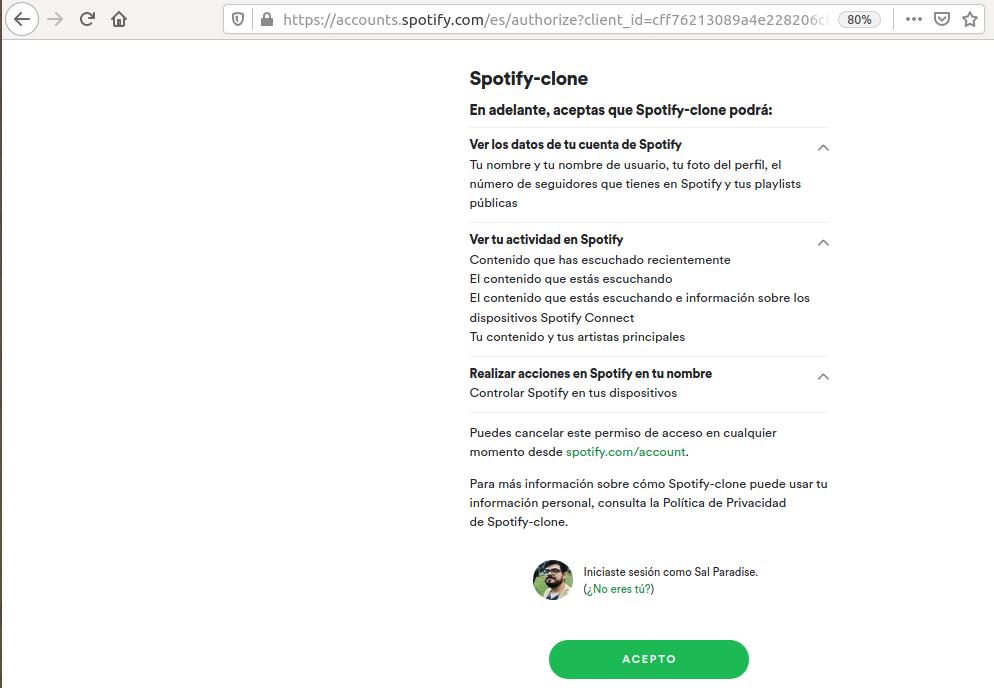 https://accounts.spotify.com/es/authorize?client_id=cff76213089a4e228206c 80%
Spotify-clone
En adelante, aceptas que Spotify-clone podrá:
Ver los datos de tu cuenta de Spotify
Tu nombre y tu nombre de usuario, tu foto del perfil, el
número de seguidores que tienes en Spotify y tus playlists
públicas
Ver tu actividad en Spotify
Contenido que has escuchado recientemente
El contenido que estás escuchando
El contenido que estás escuchando e información sobre los
dispositivos Spotify Connect
Tu contenido y tus artistas principales
Realizar acciones en Spotify en tu nombre
Controlar Spotify en tus dispositivos
Puedes cancelar este permiso de acceso en cualquier
momento desde spotify.com/account.
Para más información sobre cómo Spotify-clone puede usar tu
información personal, consulta la Política de Privacidad
de Spotify-clone.
Iniciaste sesión como Sal Paradise.
(¿No eres tú?)
ACEPTO